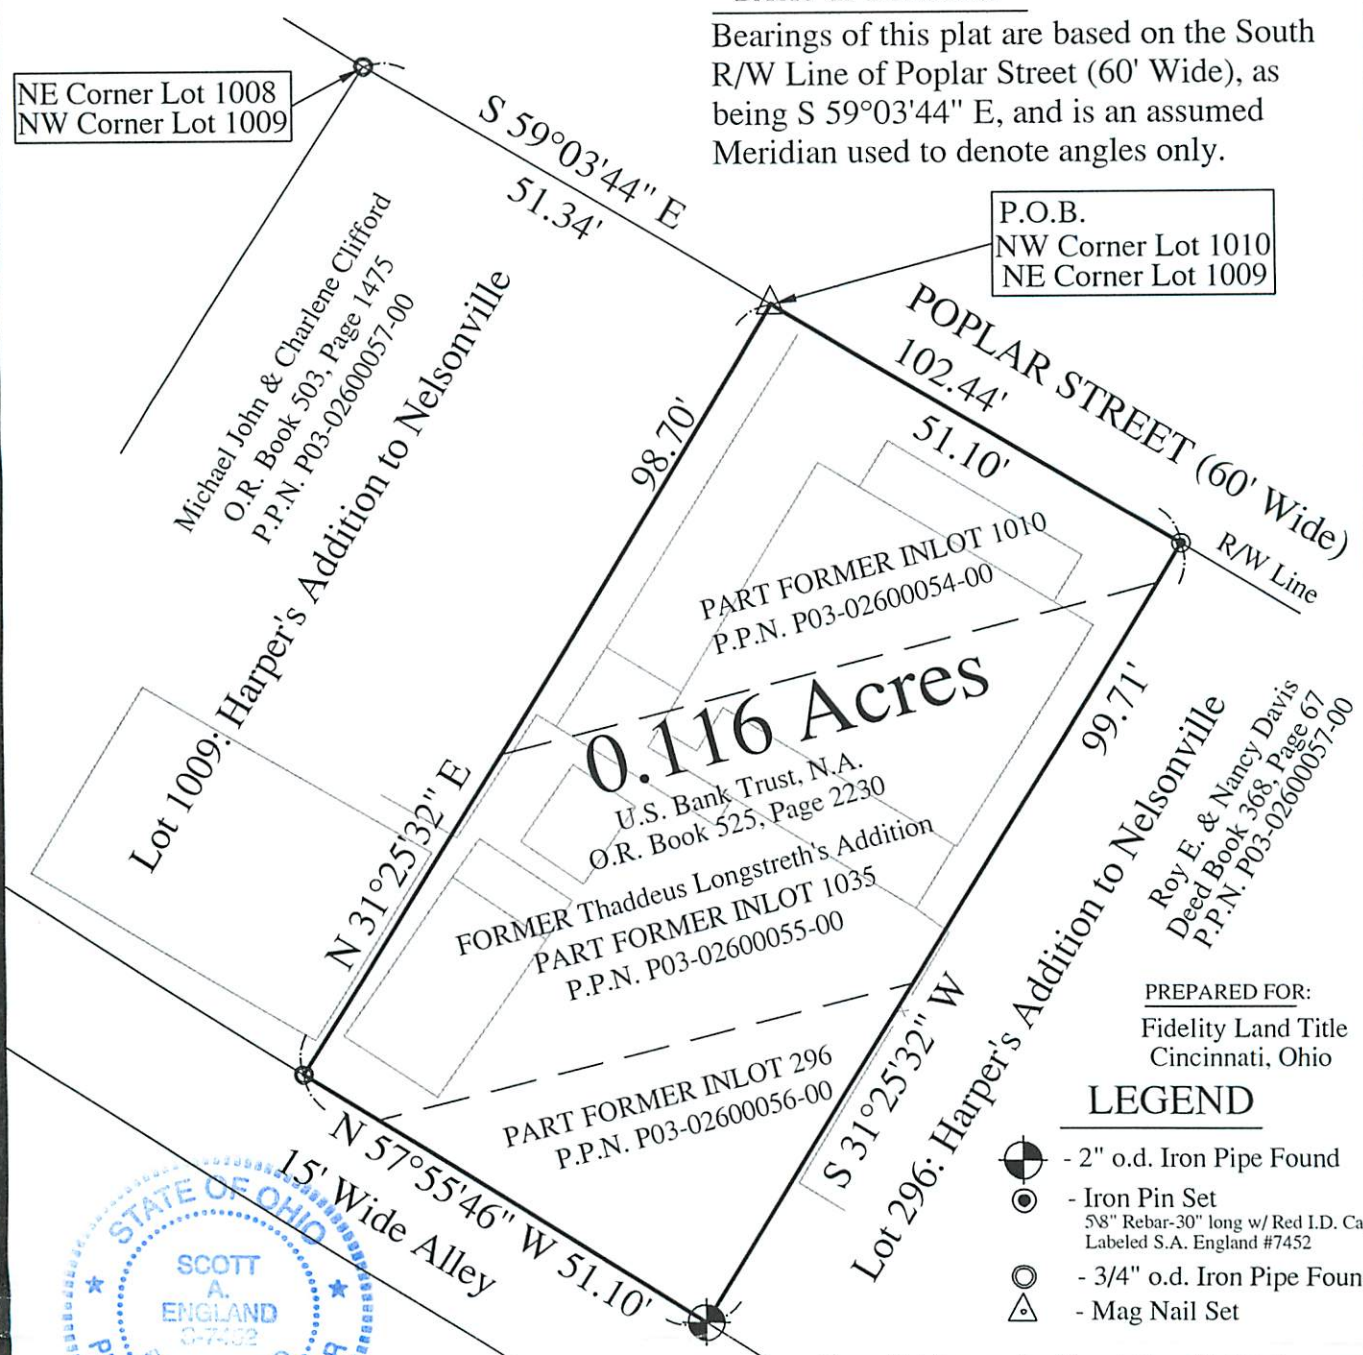 Bearings of this plat are based on the South
R/W Line of Poplar Street (60' Wide), as
being S 59°03'44" E, and is an assumed
Meridian used to denote angles only.
NE Corner Lot 1008
NW Corner Lot 1009
S 59°03'44" E
51.34'
P.O.B.
NW Corner Lot 1010
NE Corner Lot 1009
POPLAR STREET (60' Wide)
102.44'
51.10'
R/W Line
Michael John & Charlene Clifford
O.R. Book 503, Page 1475
P.P.N. P03-02600057-00
Lot 1009: Harper's Addition to Nelsonville
98.70'
N 31°25'32" E
PART FORMER INLOT 1010
P.P.N. P03-02600054-00
0.116 Acres
U.S. Bank Trust, N.A.
O.R. Book 525, Page 2230
FORMER Thaddeus Longstreth's Addition
PART FORMER INLOT 1035
P.P.N. P03-02600055-00
PART FORMER INLOT 296
P.P.N. P03-02600056-00
99.71'
S 31°25'32" W
Lot 296: Harper's Addition to Nelsonville
Roy E. & Nancy Davis
Deed Book 368, Page 67
P.P.N. P03-02600057-00
N 57°55'46" W 51.10'
15' Wide Alley
PREPARED FOR:
Fidelity Land Title
Cincinnati, Ohio
LEGEND
- 2" o.d. Iron Pipe Found
- Iron Pin Set
5\8" Rebar-30" long w/ Red I.D. Ca
Labeled S.A. England #7452
- 3/4" o.d. Iron Pipe Foun
- Mag Nail Set
STATE OF OHIO
SCOTT
A.
ENGLAND